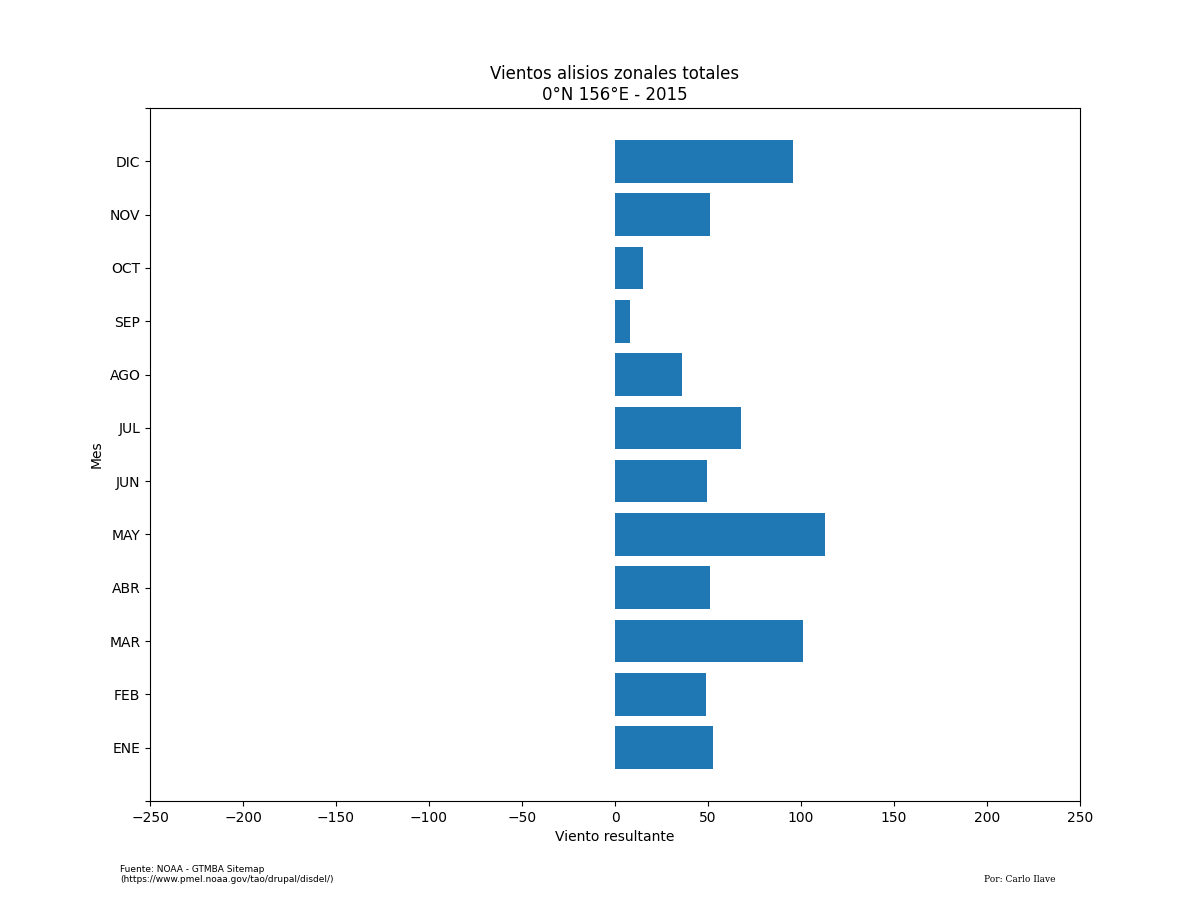 Vientos alisios zonales totales
0°N 156°E - 2015
DIC
NOV
OCT
SEP
AGO
JUL
JUN
MAY
ABR
MAR
FEB
ENE
Mes
−250 −200 −150 −100 −50 0 50 100 150 200 250
Viento resultante
Fuente: NOAA - GTMBA Sitemap
(https://www.pmel.noaa.gov/tao/drupal/disdel/)
Por: Carlo Ilave